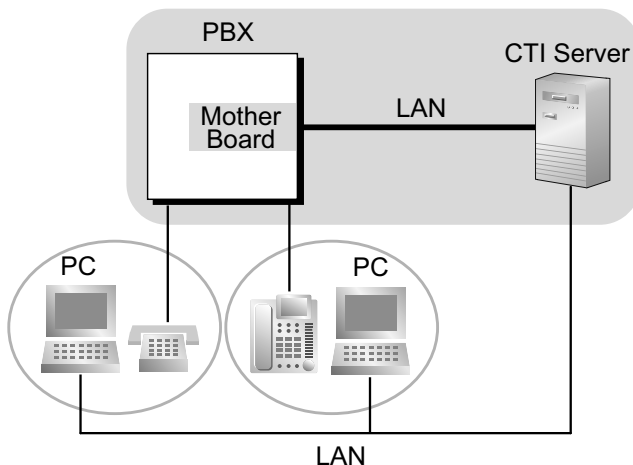 PBX
CTI Server
Mother
Board
LAN
PC
PC
LAN